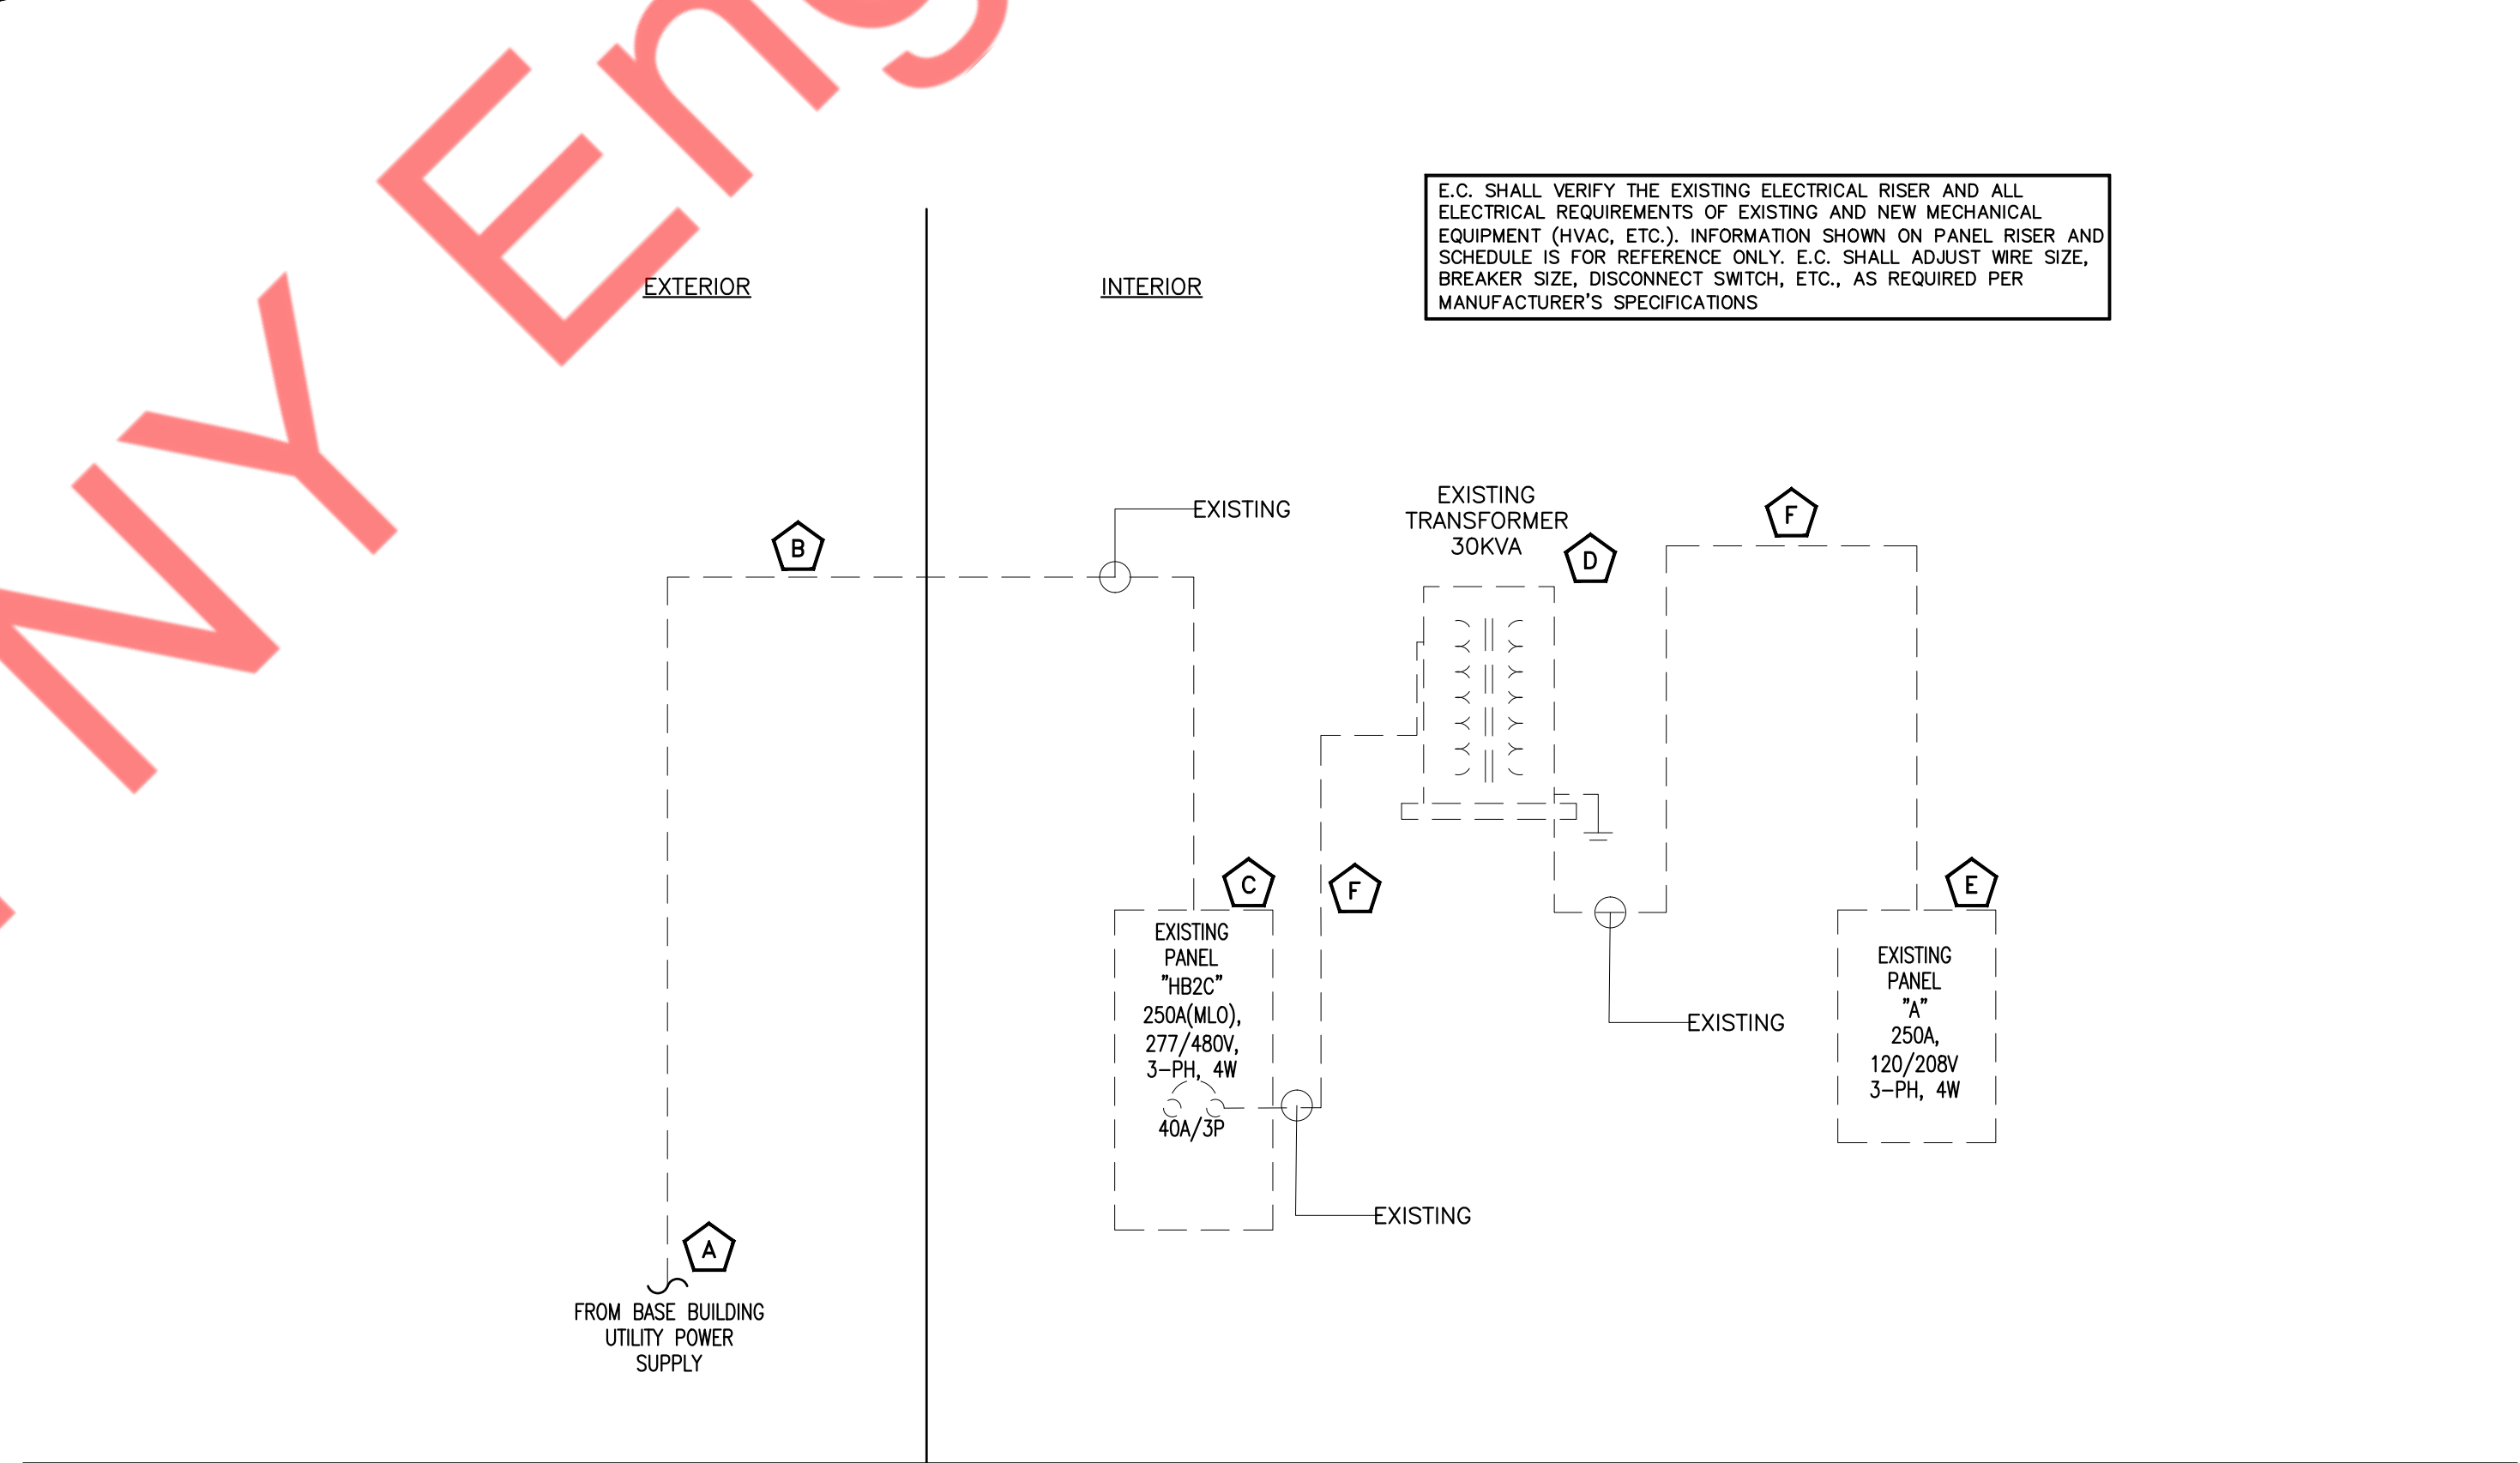 NY Eng
E.C. SHALL VERIFY THE EXISTING ELECTRICAL RISER AND ALL
ELECTRICAL REQUIREMENTS OF EXISTING AND NEW MECHANICAL
EQUIPMENT (HVAC, ETC.). INFORMATION SHOWN ON PANEL RISER AND
SCHEDULE IS FOR REFERENCE ONLY. E.C. SHALL ADJUST WIRE SIZE,
BREAKER SIZE, DISCONNECT SWITCH, ETC., AS REQUIRED PER
MANUFACTURER'S SPECIFICATIONS
EXTERIOR
INTERIOR
EXISTING
EXISTING
TRANSFORMER
30KVA
F
B
D
C
F
E
EXISTING
PANEL
"HB2C"
250A(MLO),
277/480V,
3-PH, 4W
40A/3P
EXISTING
PANEL
"A"
250A,
120/208V
3-PH, 4W
EXISTING
EXISTING
A
FROM BASE BUILDING
UTILITY POWER
SUPPLY